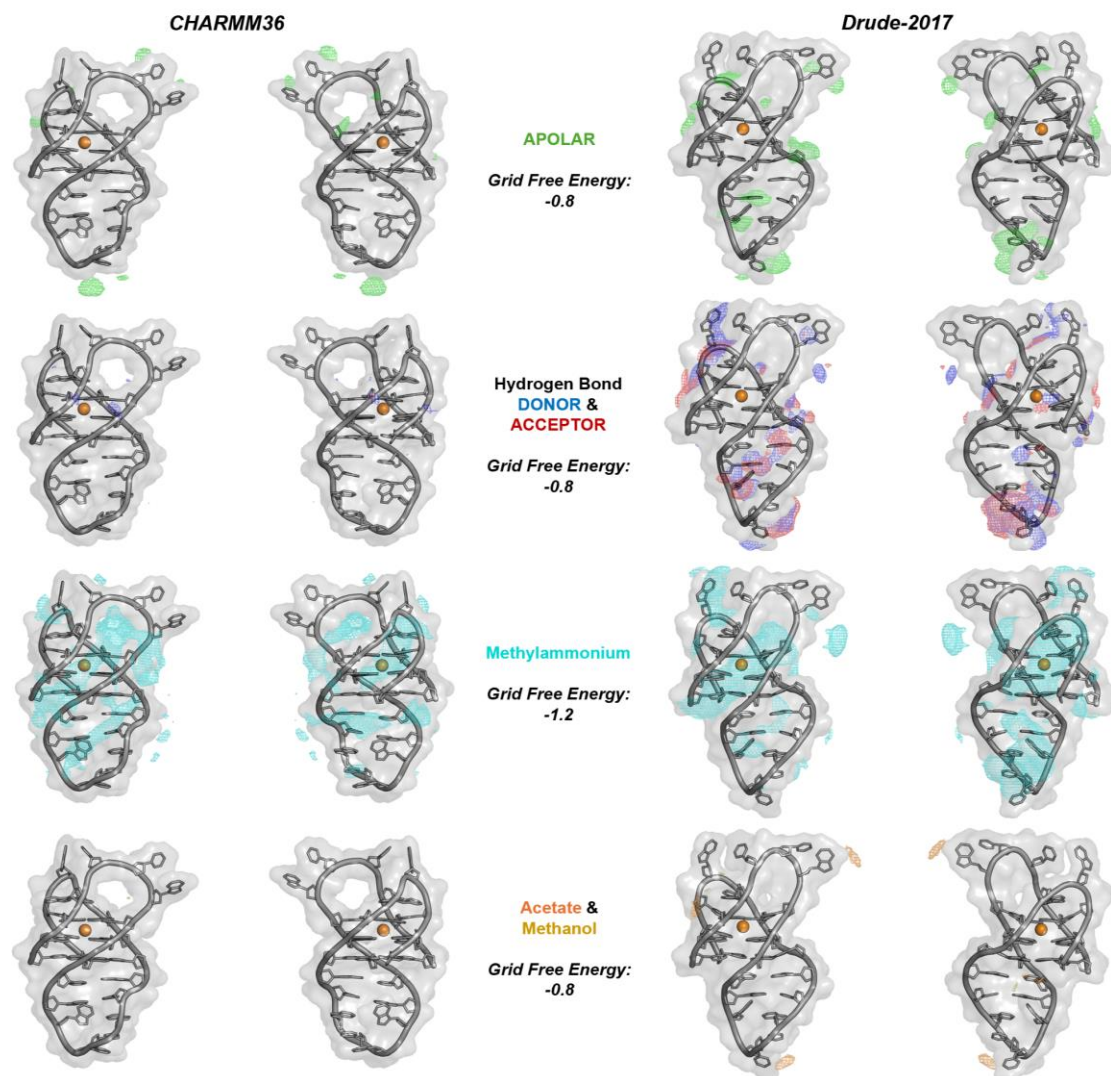 CHARMM36
Drude-2017
APOLAR
Grid Free Energy:
-0.8
Hydrogen Bond
DONOR &
ACCEPTOR
Grid Free Energy:
-0.8
Methylammonium
Grid Free Energy:
-1.2
Acetate &
Methanol
Grid Free Energy:
-0.8